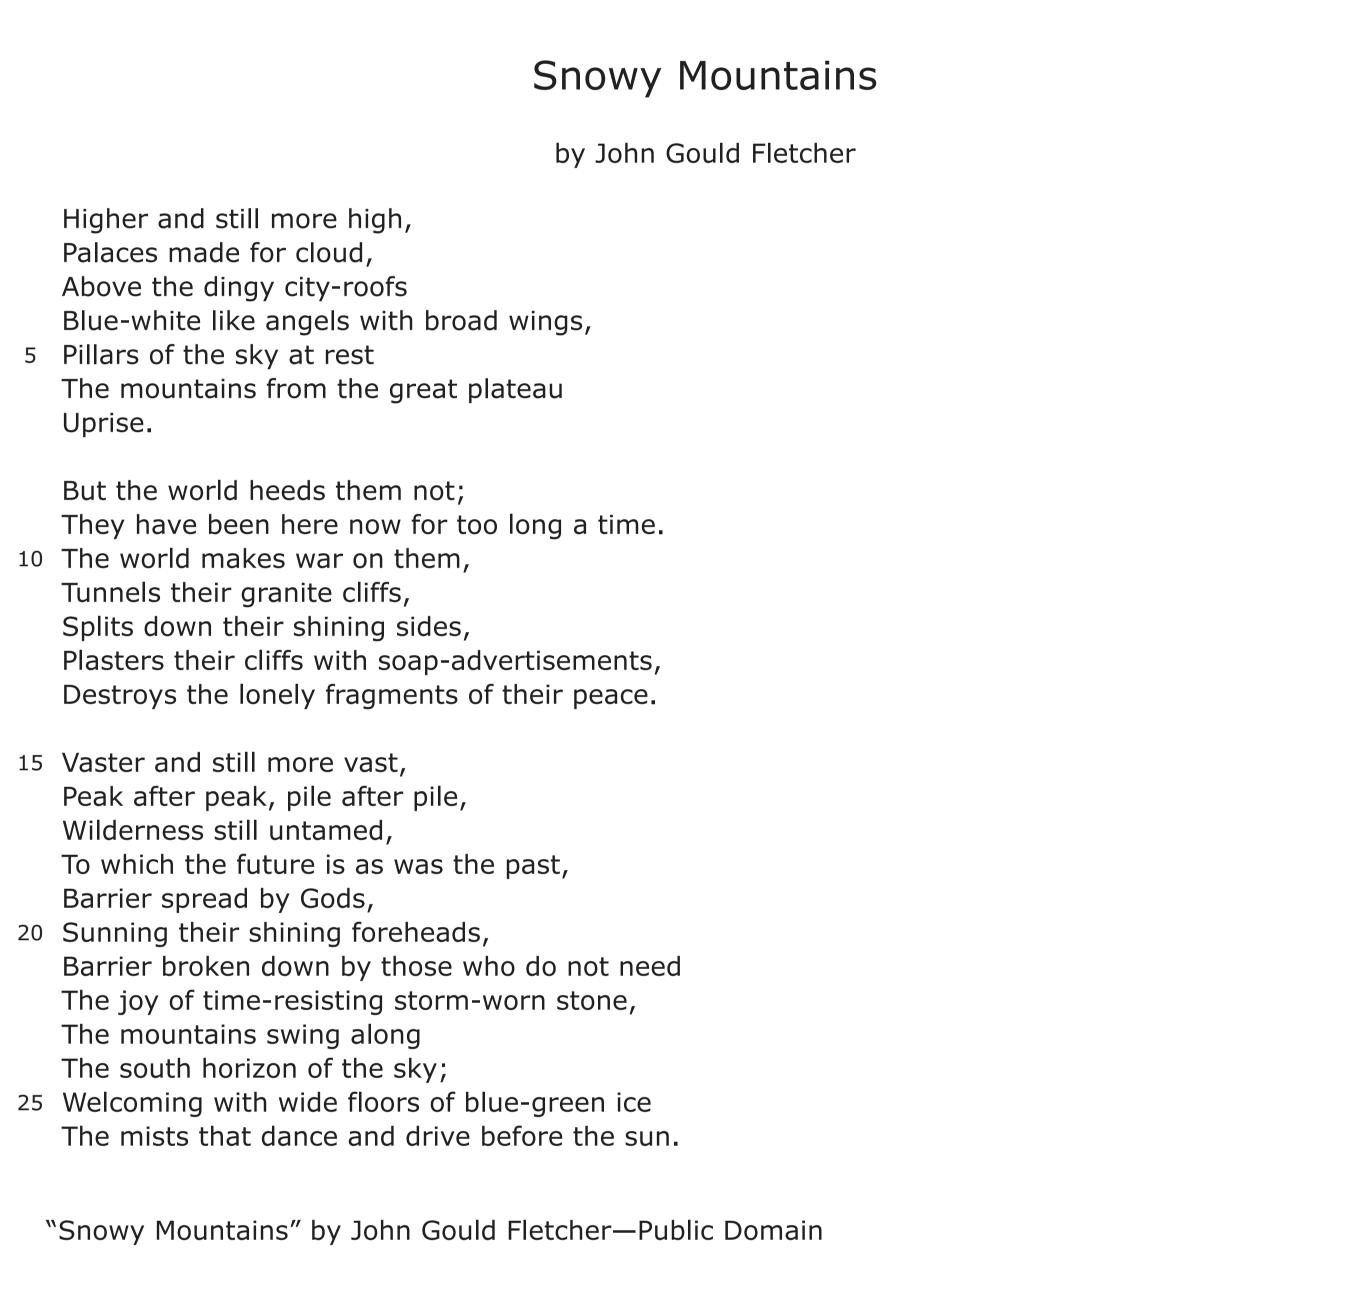 Snowy Mountains
by John Gould Fletcher
Higher and still more high,
Palaces made for cloud,
Above the dingy city-roofs
Blue-white like angels with broad wings,
5 Pillars of the sky at rest
The mountains from the great plateau
Uprise.
But the world heeds them not;
They have been here now for too long a time.
10 The world makes war on them,
Tunnels their granite cliffs,
Splits down their shining sides,
Plasters their cliffs with soap-advertisements,
Destroys the lonely fragments of their peace.
15 Vaster and still more vast,
Peak after peak, pile after pile,
Wilderness still untamed,
To which the future is as was the past,
Barrier spread by Gods,
20 Sunning their shining foreheads,
Barrier broken down by those who do not need
The joy of time-resisting storm-worn stone,
The mountains swing along
The south horizon of the sky;
25 Welcoming with wide floors of blue-green ice
The mists that dance and drive before the sun.
“Snowy Mountains” by John Gould Fletcher—Public Domain